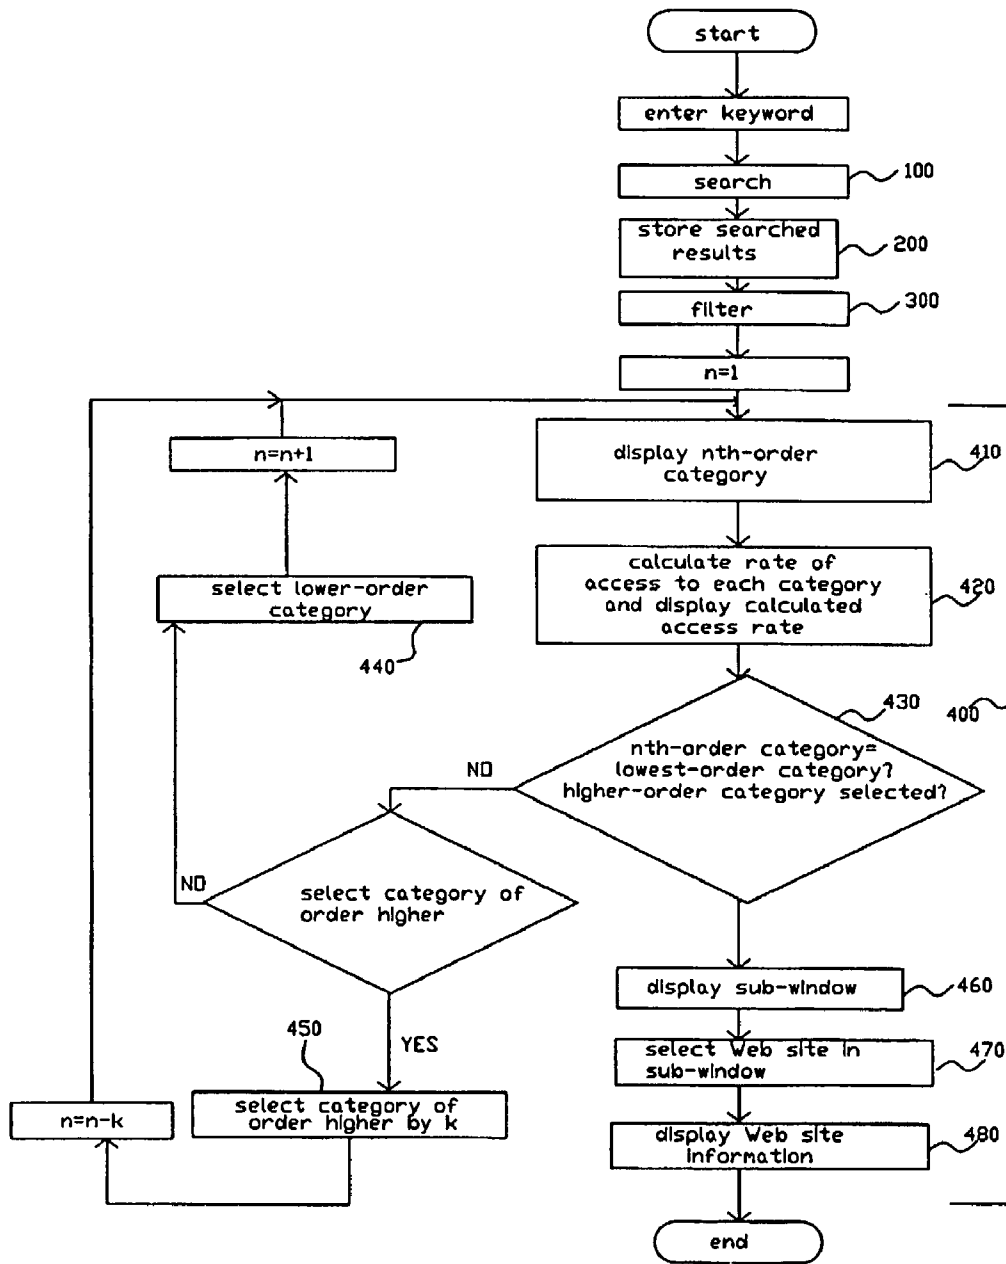 start
enter keyword
search
100
store searched
results
200
filter
300
n=1
n=n+1
display nth-order
category
410
select lower-order
category
440
calculate rate of
access to each category
and display calculated
access rate
420
430
400
nth-order category=
lowest-order category?
higher-order category selected?
NO
NO
select category of
order higher
display sub-window
460
450
YES
select Web site in
sub-window
470
n=n-k
select category of
order higher by k
display Web site
information
480
end